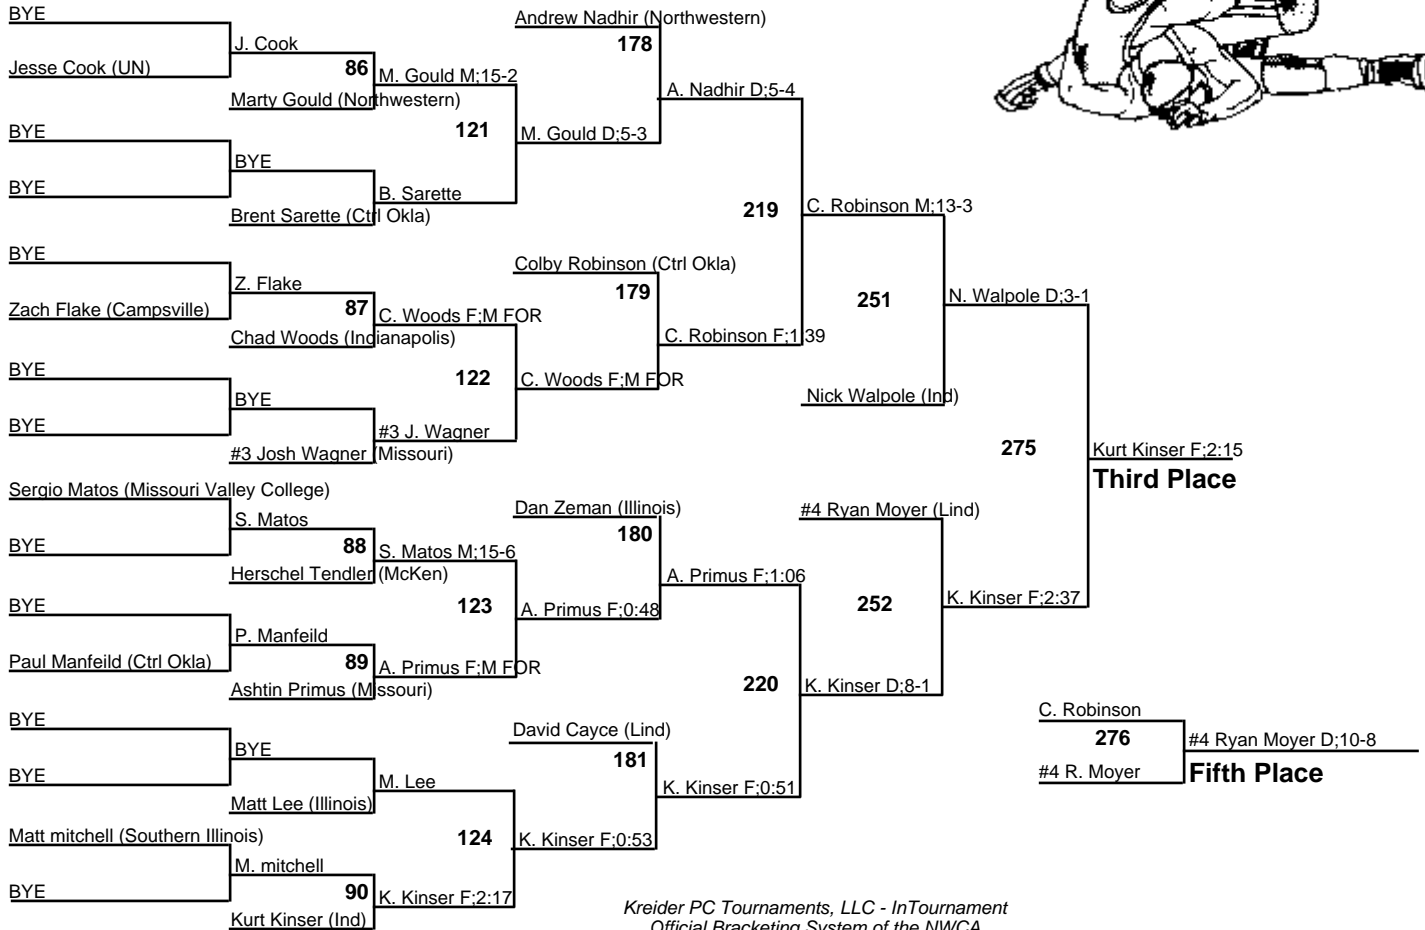 BYE
J. Cook
Jesse Cook (UN)
86
M. Gould M;15-2
Marty Gould (Northwestern)
121
BYE
BYE
BYE
B. Sarette
Brent Sarette (Ctrl Okla)
M. Gould D;5-3
Andrew Nadhir (Northwestern)
178
A. Nadhir D;5-4
BYE
Z. Flake
Zach Flake (Campsville)
87
C. Woods F;M FOR
Chad Woods (Indianapolis)
122
BYE
BYE
BYE
#3 J. Wagner
#3 Josh Wagner (Missouri)
C. Woods F;M FOR
Colby Robinson (Ctrl Okla)
179
C. Robinson F;1:39
219
C. Robinson M;13-3
251
Nick Walpole (Ind)
N. Walpole D;3-1
Sergio Matos (Missouri Valley College)
S. Matos
BYE
88
S. Matos M;15-6
Herschel Tendler (McKen)
123
BYE
P. Manfeild
Paul Manfeild (Ctrl Okla)
89
A. Primus F;M FOR
Ashtin Primus (Missouri)
A. Primus F;0:48
Dan Zeman (Illinois)
180
A. Primus F;1:06
BYE
BYE
BYE
M. Lee
Matt Lee (Illinois)
124
Matt mitchell (Southern Illinois)
M. mitchell
BYE
90
K. Kinser F;2:17
Kurt Kinser (Ind)
K. Kinser F;0:53
David Cayce (Lind)
181
K. Kinser F;0:51
220
K. Kinser D;8-1
#4 Ryan Moyer (Lind)
252
K. Kinser F;2:37
275
Kurt Kinser F;2:15
Third Place
C. Robinson
276
#4 R. Moyer
#4 Ryan Moyer D;10-8
Fifth Place
Kreider PC Tournaments, LLC - InTournament
Official Bracketing System of the NWCA